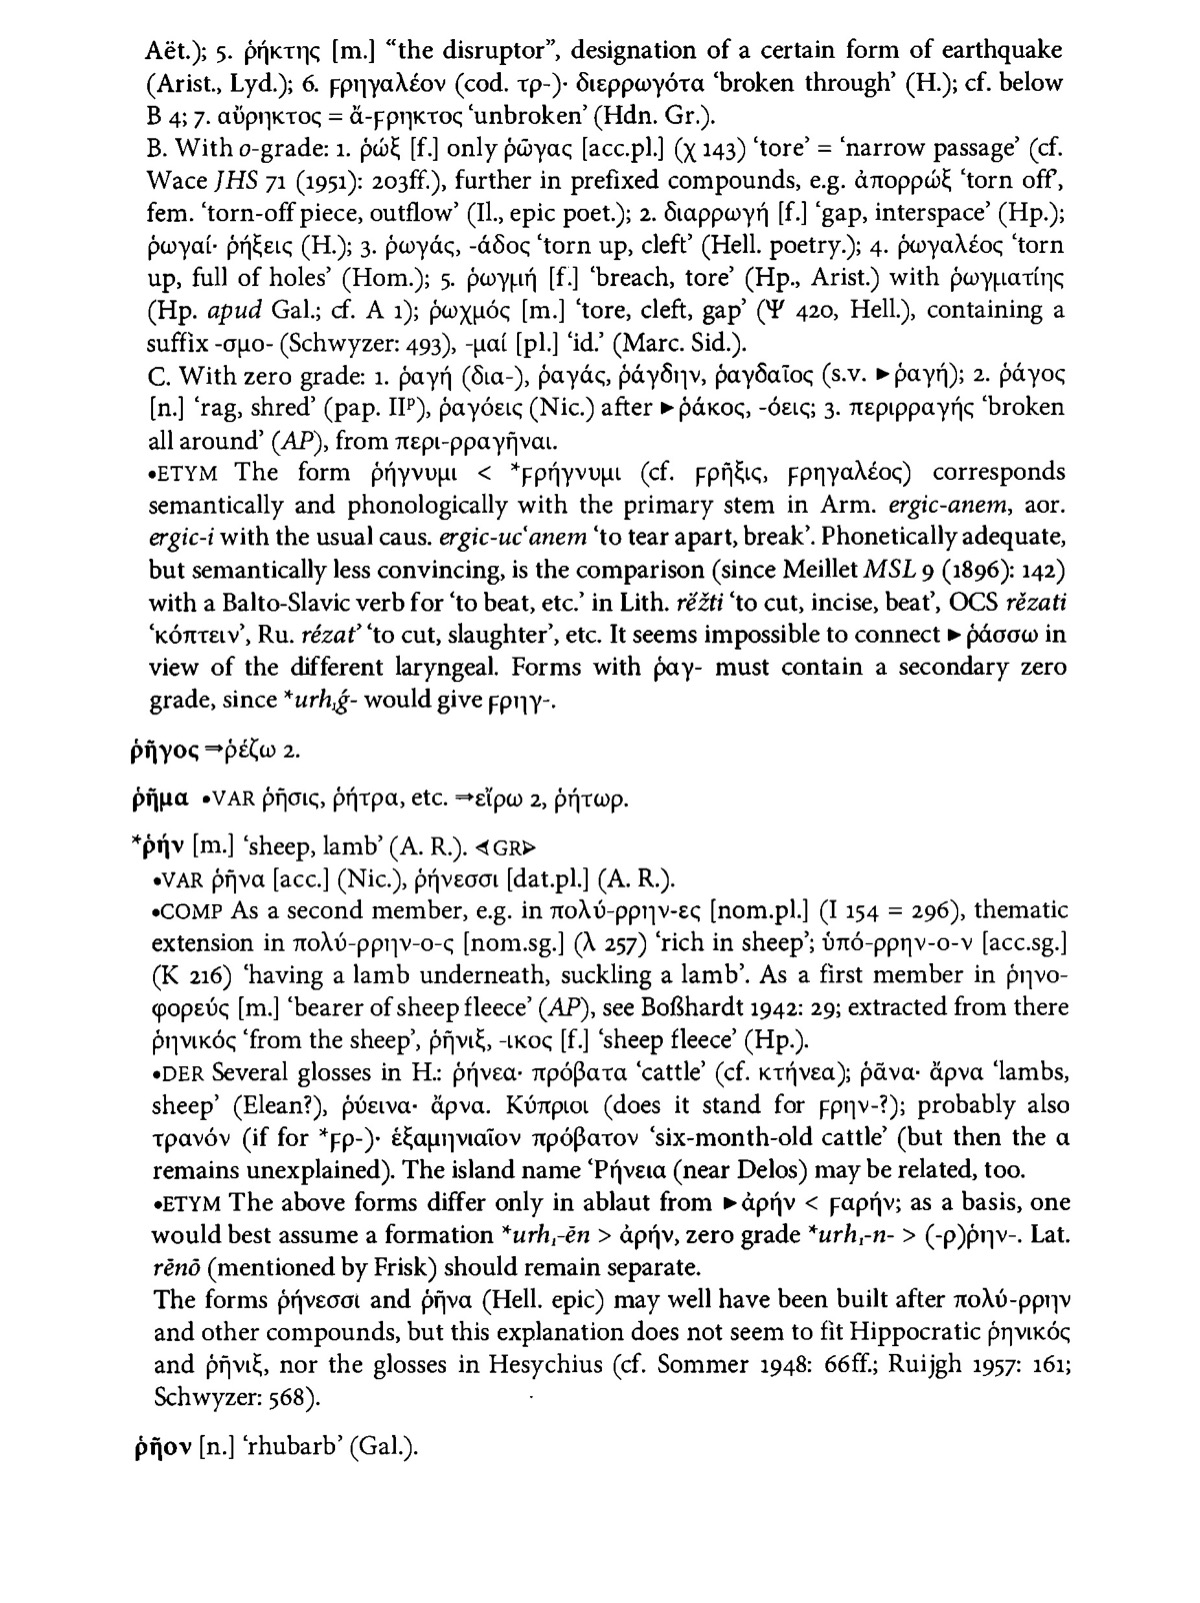 Aët.); 5. ῥήκτης [m.] “the disruptor”, designation of a certain form of earthquake
(Arist., Lyd.); 6. ϝρηγαλέον (cod. τρ-)· διερρωγότα ‘broken through’ (H.); cf. below
B 4; 7. αὔρηκτος = ἄ-ϝρηκτος ‘unbroken’ (Hdn. Gr.).
B. With o-grade: 1. ῥώξ [f.] only ῥῶγας [acc.pl.] (χ 143) ‘tore’ = ‘narrow passage’ (cf.
Wace JHS 71 (1951): 203ff.), further in prefixed compounds, e.g. ἀπορρώξ ‘torn off’,
fem. ‘torn-off piece, outflow’ (Il., epic poet.); 2. διαρρωγή [f.] ‘gap, interspace’ (Hp.);
ῥωγαί· ῥήξεις (H.); 3. ῥωγάς, -άδος ‘torn up, cleft’ (Hell. poetry.); 4. ῥωγαλέος ‘torn
up, full of holes’ (Hom.); 5. ῥωγμή [f.] ‘breach, tore’ (Hp., Arist.) with ῥωγματίης
(Hp. apud Gal.; cf. A 1); ῥωχμός [m.] ‘tore, cleft, gap’ (Ψ 420, Hell.), containing a
suffix -σμο- (Schwyzer: 493), -μαί [pl.] ‘id.’ (Marc. Sid.).
C. With zero grade: 1. ῥαγή (δια-), ῥαγάς, ῥάγδην, ῥαγδαῖος (s.v. ►ῥαγή); 2. ῥάγος
[n.] ‘rag, shred’ (pap. IIᵖ), ῥαγόεις (Nic.) after ►ῥάκος, -όεις; 3. περιρραγής ‘broken
all around’ (AP), from περι-ρραγῆναι.
•ETYM The form ῥήγνυμι < *ϝρήγνυμι (cf. ϝρῆξις, ϝρηγαλέος) corresponds
semantically and phonologically with the primary stem in Arm. ergic-anem, aor.
ergic-i with the usual caus. ergic-ucʿanem ‘to tear apart, break’. Phonetically adequate,
but semantically less convincing, is the comparison (since Meillet MSL 9 (1896): 142)
with a Balto-Slavic verb for ‘to beat, etc.’ in Lith. rė́žti ‘to cut, incise, beat’, OCS rězati
‘κόπτειν’, Ru. rézat’ ‘to cut, slaughter’, etc. It seems impossible to connect ►ῥάσσω in
view of the different laryngeal. Forms with ῥαγ- must contain a secondary zero
grade, since *urh₁ǵ- would give ϝρηγ-.
ῥῆγος ⇒ῥέζω 2.
ῥῆμα •VAR ῥῆσις, ῥήτρα, etc. ⇒εἴρω 2, ῥήτωρ.
*ῥήν [m.] ‘sheep, lamb’ (A. R.). ◄GR►
•VAR ῥῆνα [acc.] (Nic.), ῥήνεσσι [dat.pl.] (A. R.).
•COMP As a second member, e.g. in πολύ-ρρην-ες [nom.pl.] (I 154 = 296), thematic
extension in πολύ-ρρην-ο-ς [nom.sg.] (λ 257) ‘rich in sheep’; ὑπό-ρρην-ο-ν [acc.sg.]
(K 216) ‘having a lamb underneath, suckling a lamb’. As a first member in ῥηνο-
φορεύς [m.] ‘bearer of sheep fleece’ (AP), see Boßhardt 1942: 29; extracted from there
ῥηνικός ‘from the sheep’, ῥῆνιξ, -ικος [f.] ‘sheep fleece’ (Hp.).
•DER Several glosses in H.: ῥήνεα· πρόβατα ‘cattle’ (cf. κτήνεα); ῥᾶνα· ἄρνα ‘lambs,
sheep’ (Elean?), ῥύεινα· ἄρνα. Κύπριοι (does it stand for ϝρην-?); probably also
τρανόν (if for *ϝρ-)· ἑξαμηνιαῖον πρόβατον ‘six-month-old cattle’ (but then the α
remains unexplained). The island name Ῥήνεια (near Delos) may be related, too.
•ETYM The above forms differ only in ablaut from ►ἀρήν < ϝαρήν; as a basis, one
would best assume a formation *urh₁-ēn > ἀρήν, zero grade *urh₁-n- > (-ρ)ῥην-. Lat.
rēnō (mentioned by Frisk) should remain separate.
The forms ῥήνεσσι and ῥῆνα (Hell. epic) may well have been built after πολύ-ρρην
and other compounds, but this explanation does not seem to fit Hippocratic ῥηνικός
and ῥῆνιξ, nor the glosses in Hesychius (cf. Sommer 1948: 66ff.; Ruijgh 1957: 161;
Schwyzer: 568).
ῥῆον [n.] ‘rhubarb’ (Gal.).